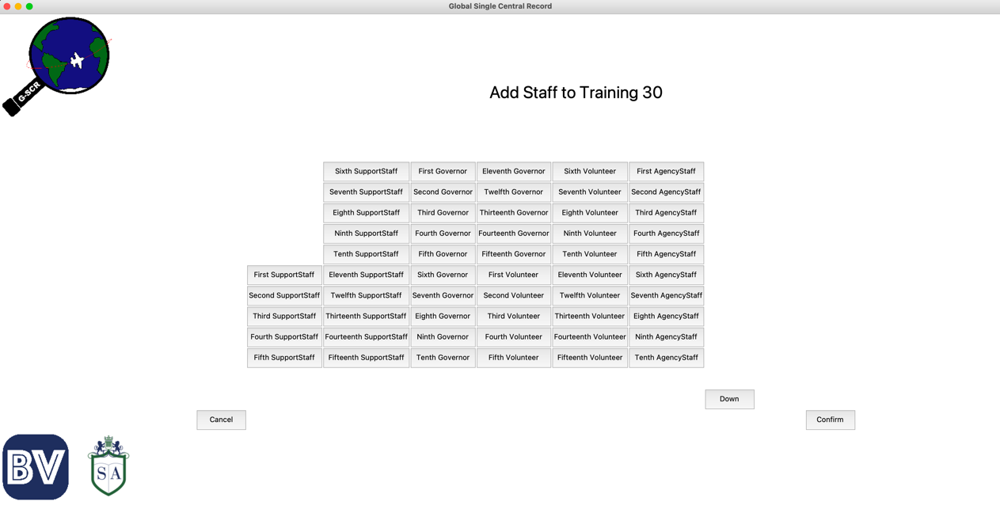 Global Single Central Record
G-SCR
Add Staff to Training 30
Sixth SupportStaff First Governor Eleventh Governor Sixth Volunteer First AgencyStaff
Seventh SupportStaff Second Governor Twelfth Governor Seventh Volunteer Second AgencyStaff
Eighth SupportStaff Third Governor Thirteenth Governor Eighth Volunteer Third AgencyStaff
Ninth SupportStaff Fourth Governor Fourteenth Governor Ninth Volunteer Fourth AgencyStaff
Tenth SupportStaff Fifth Governor Fifteenth Governor Tenth Volunteer Fifth AgencyStaff
First SupportStaff Eleventh SupportStaff Sixth Governor First Volunteer Eleventh Volunteer Sixth AgencyStaff
Second SupportStaff Twelfth SupportStaff Seventh Governor Second Volunteer Twelfth Volunteer Seventh AgencyStaff
Third SupportStaff Thirteenth SupportStaff Eighth Governor Third Volunteer Thirteenth Volunteer Eighth AgencyStaff
Fourth SupportStaff Fourteenth SupportStaff Ninth Governor Fourth Volunteer Fourteenth Volunteer Ninth AgencyStaff
Fifth SupportStaff Fifteenth SupportStaff Tenth Governor Fifth Volunteer Fifteenth Volunteer Tenth AgencyStaff
Down
Cancel Confirm
BV
SA